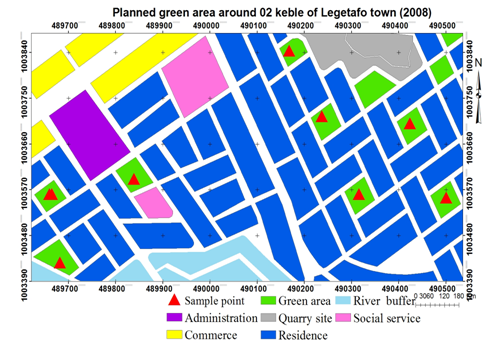 Planned green area around 02 keble of Legetafo town (2008)
489700 489800 489900 490000 490100 490200 490300 490400 490500
1003840 1003840
1003750 1003750
1003660 1003660
1003570 1003570
1003480 1003480
1003390 1003390
N
489700 489800 489900 490000 490100 490200 490300 490400 490500
0 3060 120 180 m
Sample point Green area River buffer
Administration Quarry site Social service
Commerce Residence